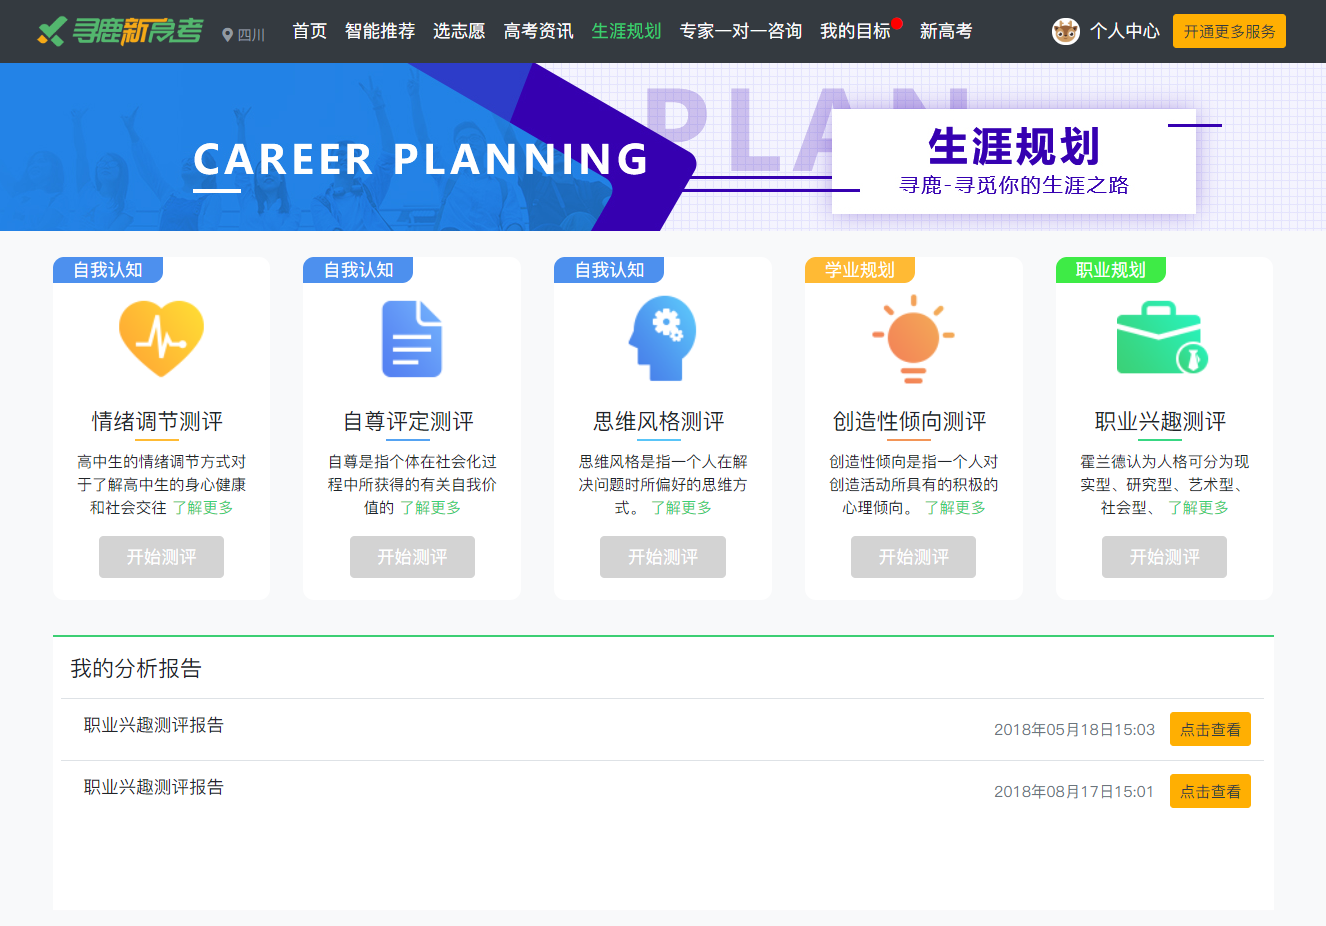 寻鹿新高考
四川
首页 智能推荐 选志愿 高考资讯 生涯规划 专家一对一咨询 我的目标 新高考
个人中心
开通更多服务
PLAN
CAREER PLANNING
生涯规划
寻鹿-寻觅你的生涯之路
自我认知
情绪调节测评
高中生的情绪调节方式对
于了解高中生的身心健康
和社会交往 了解更多
开始测评
自我认知
自尊评定测评
自尊是指个体在社会化过
程中所获得的有关自我价
值的 了解更多
开始测评
自我认知
思维风格测评
思维风格是指一个人在解
决问题时所偏好的思维方
式。 了解更多
开始测评
学业规划
创造性倾向测评
创造性倾向是指一个人对
创造活动所具有的积极的
心理倾向。 了解更多
开始测评
职业规划
职业兴趣测评
霍兰德认为人格可分为现
实型、研究型、艺术型、
社会型、 了解更多
开始测评
我的分析报告
职业兴趣测评报告
2018年05月18日15:03
点击查看
职业兴趣测评报告
2018年08月17日15:01
点击查看